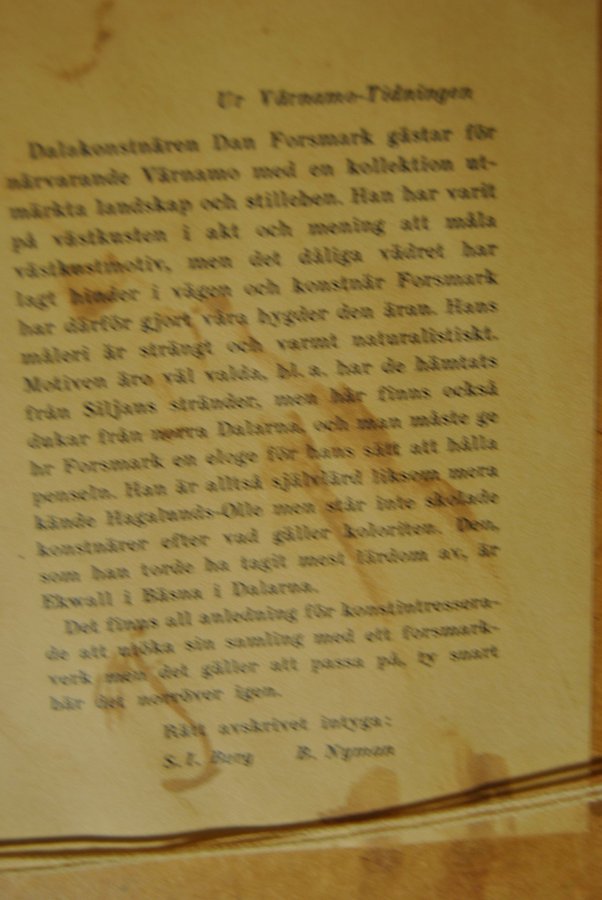 Ur Värnamo-Tidningen
Dalakonstnären Dan Forsmark gästar för
närvarande Värnamo med en kollektion ut-
märkta landskap och stilleben. Han har varit
på västkusten i akt och mening att måla
västkustmotiv, men det dåliga vädret har
lagt hinder i vägen och konstnär Forsmark
har därför gjort våra bygder den äran. Hans
måleri är strängt och varmt naturalistiskt.
Motiven äro väl valda, bl. a. har de hämtats
från Siljans stränder, men här finns också
dukar från norra Dalarna, och man måste ge
hr Forsmark en eloge för hans sätt att hålla
penseln. Han är alltså självlärd liksom mera
kände Hagalunds-Olle men står inte skolade
konstnärer efter vad gäller koloriten. Den,
som han torde ha tagit mest lärdom av, är
Ekwall i Bäsna i Dalarna.
Det finns all anledning för konstintressera-
de att utöka sin samling med ett forsmark-
verk men det gäller att passa på, ty snart
bär det norröver igen.
Rätt avskrivet intyga:
S. I. Berg B. Nyman